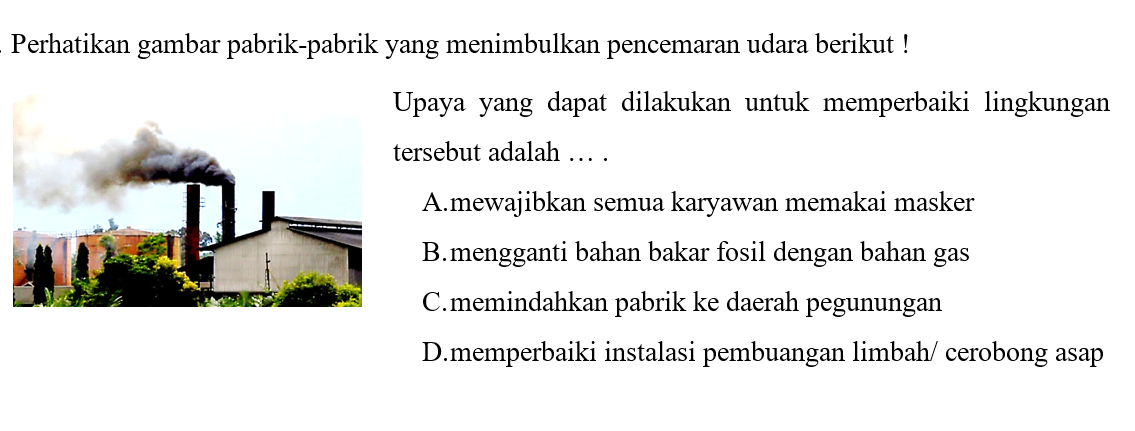 . Perhatikan gambar pabrik-pabrik yang menimbulkan pencemaran udara berikut !
Upaya yang dapat dilakukan untuk memperbaiki lingkungan
tersebut adalah ... .
A.mewajibkan semua karyawan memakai masker
B.mengganti bahan bakar fosil dengan bahan gas
C.memindahkan pabrik ke daerah pegunungan
D.memperbaiki instalasi pembuangan limbah/ cerobong asap